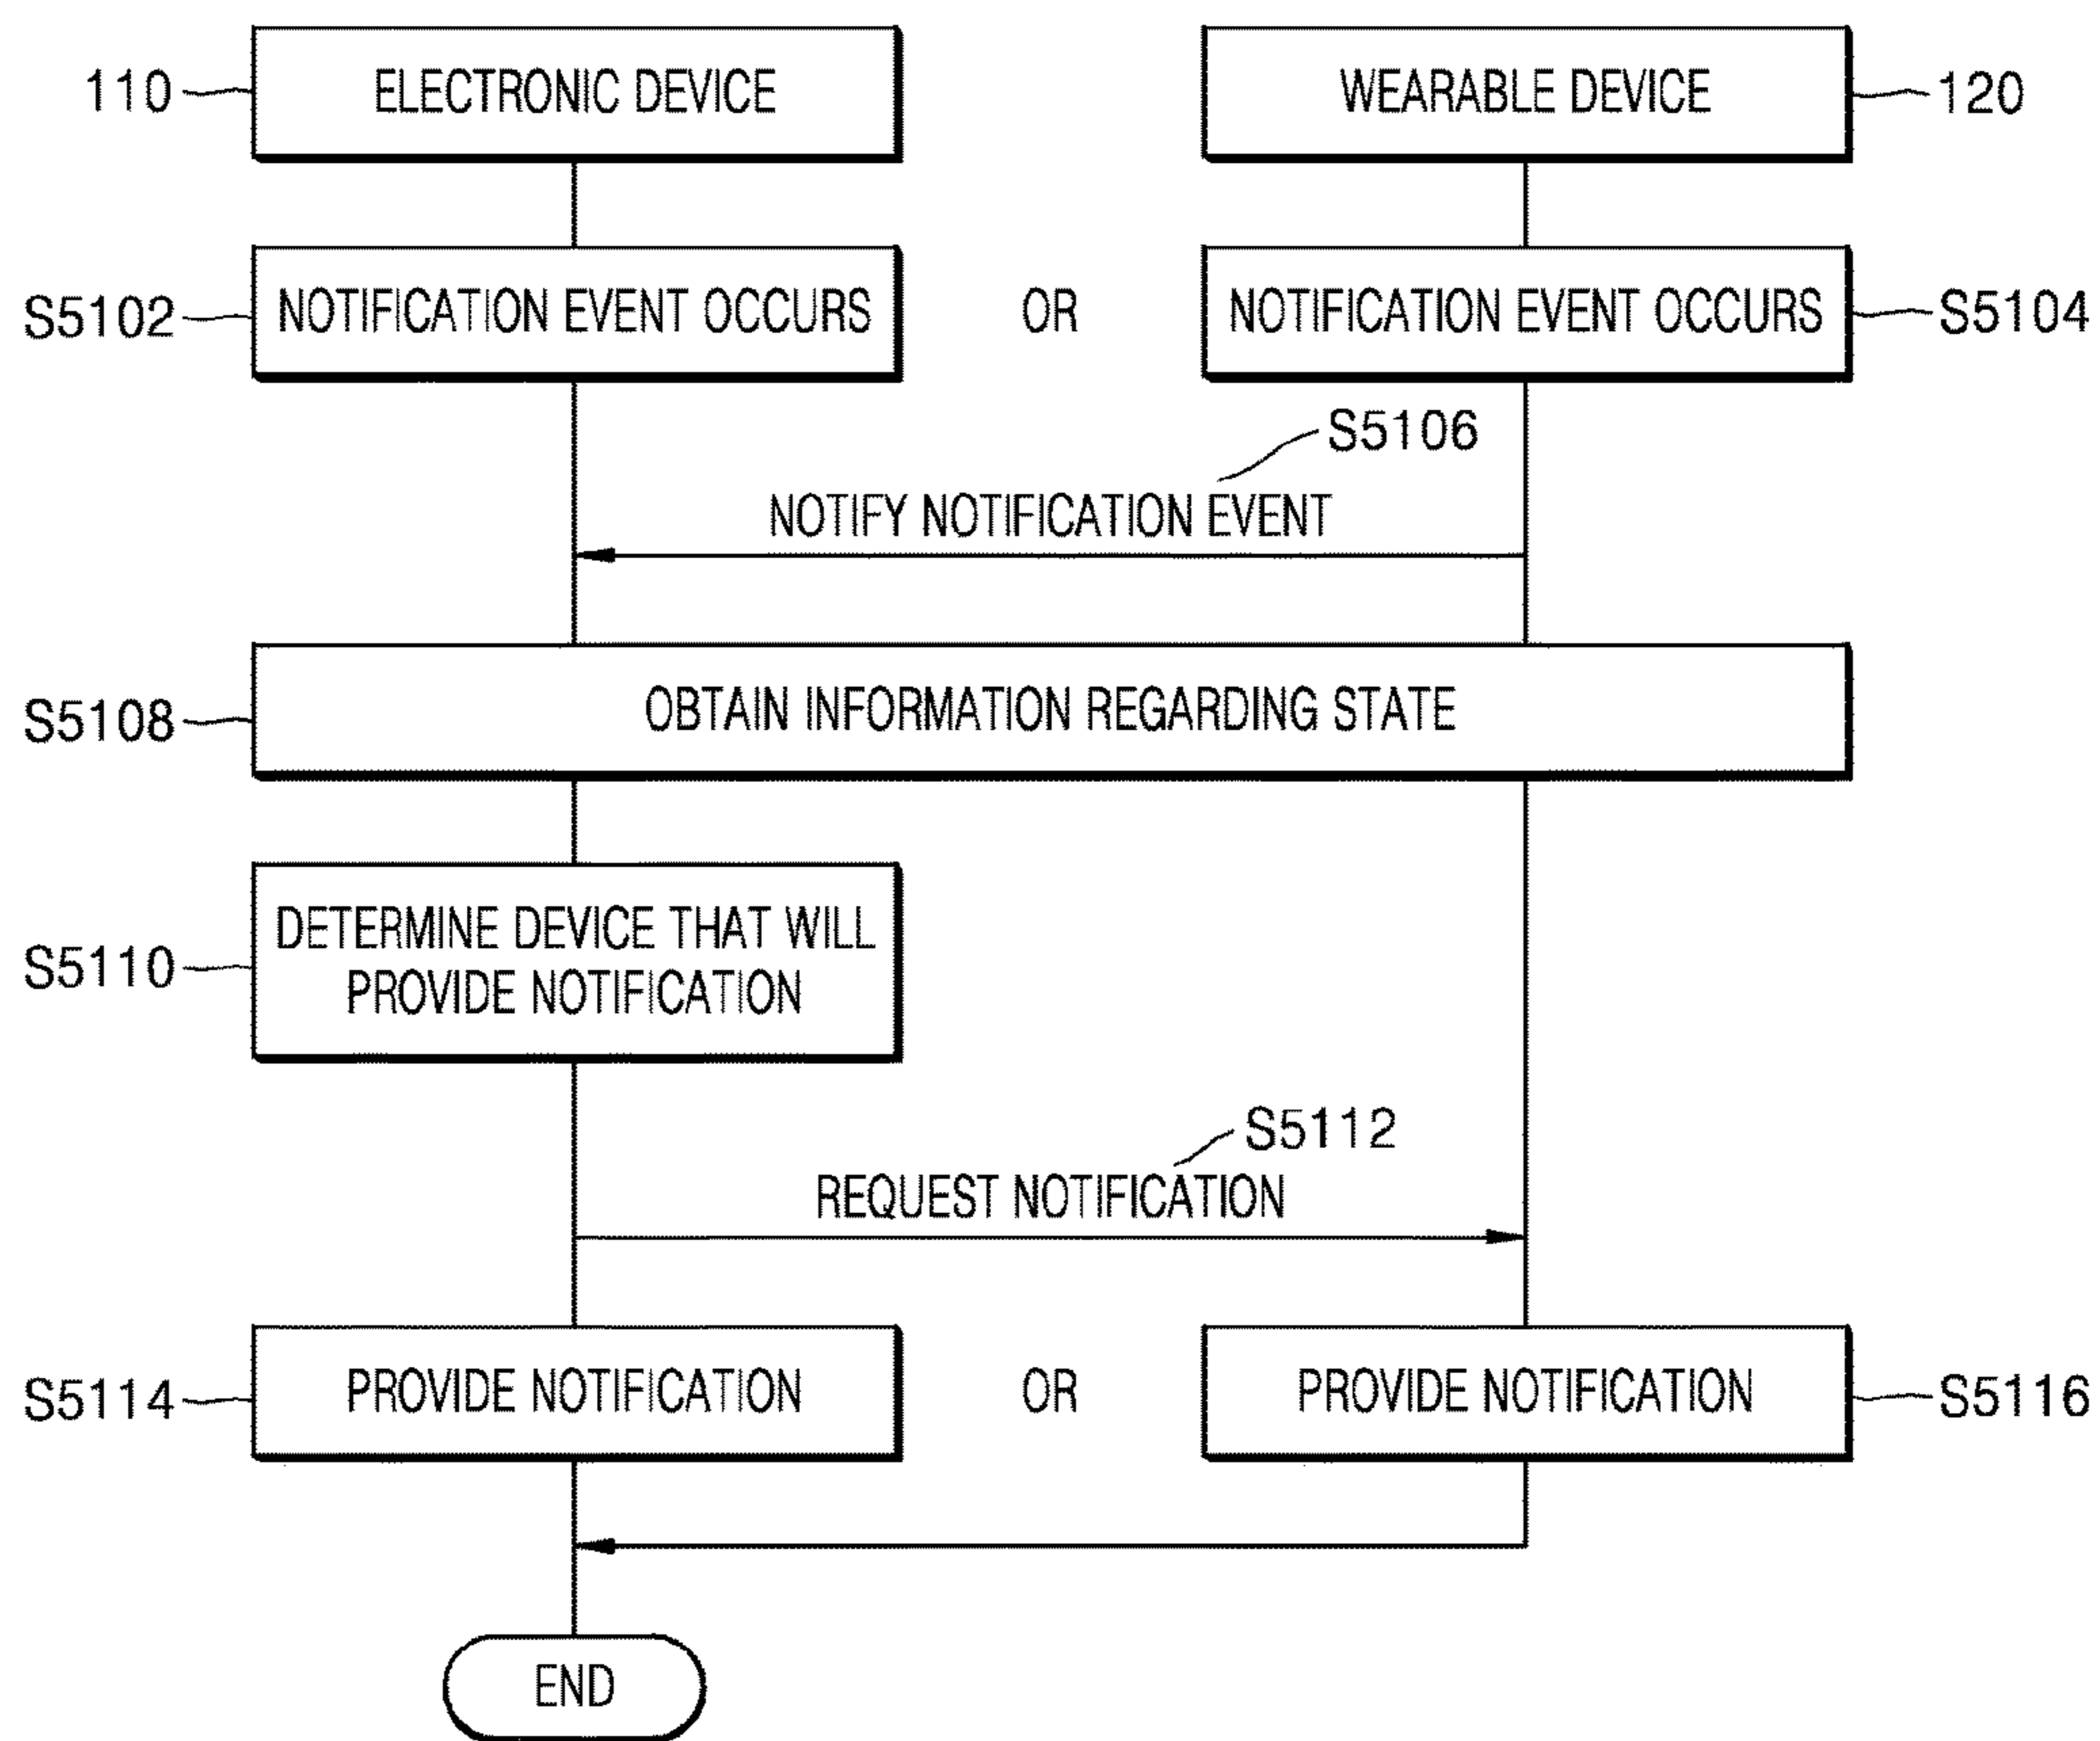 110 ELECTRONIC DEVICE
WEARABLE DEVICE 120
S5102 NOTIFICATION EVENT OCCURS
OR
NOTIFICATION EVENT OCCURS S5104
S5106
NOTIFY NOTIFICATION EVENT
S5108 OBTAIN INFORMATION REGARDING STATE
S5110
DETERMINE DEVICE THAT WILL
PROVIDE NOTIFICATION
S5112
REQUEST NOTIFICATION
S5114 PROVIDE NOTIFICATION
OR
PROVIDE NOTIFICATION S5116
END